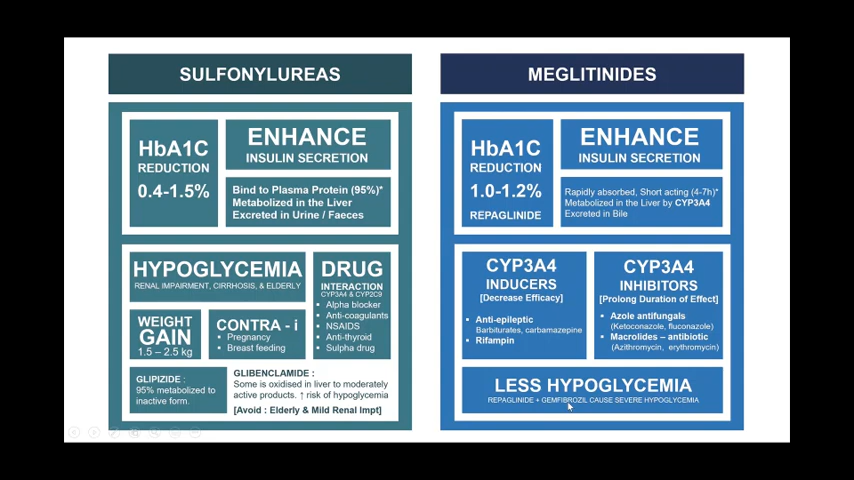 SULFONYLUREAS
HbA1C
REDUCTION
0.4-1.5%
ENHANCE
INSULIN SECRETION
Bind to Plasma Protein (95%)*
Metabolized in the Liver
Excreted in Urine / Faeces
HYPOGLYCEMIA
RENAL IMPAIRMENT, CIRRHOSIS, & ELDERLY
DRUG
INTERACTION
CYP3A4 & CYP2C9
• Alpha blocker
• Anti-coagulants
• NSAIDS
• Anti-thyroid
• Sulpha drug
WEIGHT
GAIN
1.5 – 2.5 kg
CONTRA - i
• Pregnancy
• Breast feeding
GLIPIZIDE :
95% metabolized to
inactive form.
GLIBENCLAMIDE :
Some is oxidised in liver to moderately
active products. ↑ risk of hypoglycemia
[Avoid : Elderly & Mild Renal Impt]
MEGLITINIDES
HbA1C
REDUCTION
1.0-1.2%
REPAGLINIDE
ENHANCE
INSULIN SECRETION
Rapidly absorbed, Short acting (4-7h)*
Metabolized in the Liver by CYP3A4
Excreted in Bile
CYP3A4
INDUCERS
[Decrease Efficacy]
• Anti-epileptic
Barbiturates, carbamazepine
• Rifampin
CYP3A4
INHIBITORS
[Prolong Duration of Effect]
• Azole antifungals
(Ketoconazole, fluconazole)
• Macrolides – antibiotic
(Azithromycin, erythromycin)
LESS HYPOGLYCEMIA
REPAGLINIDE + GEMFIBROZIL CAUSE SEVERE HYPOGLYCEMIA